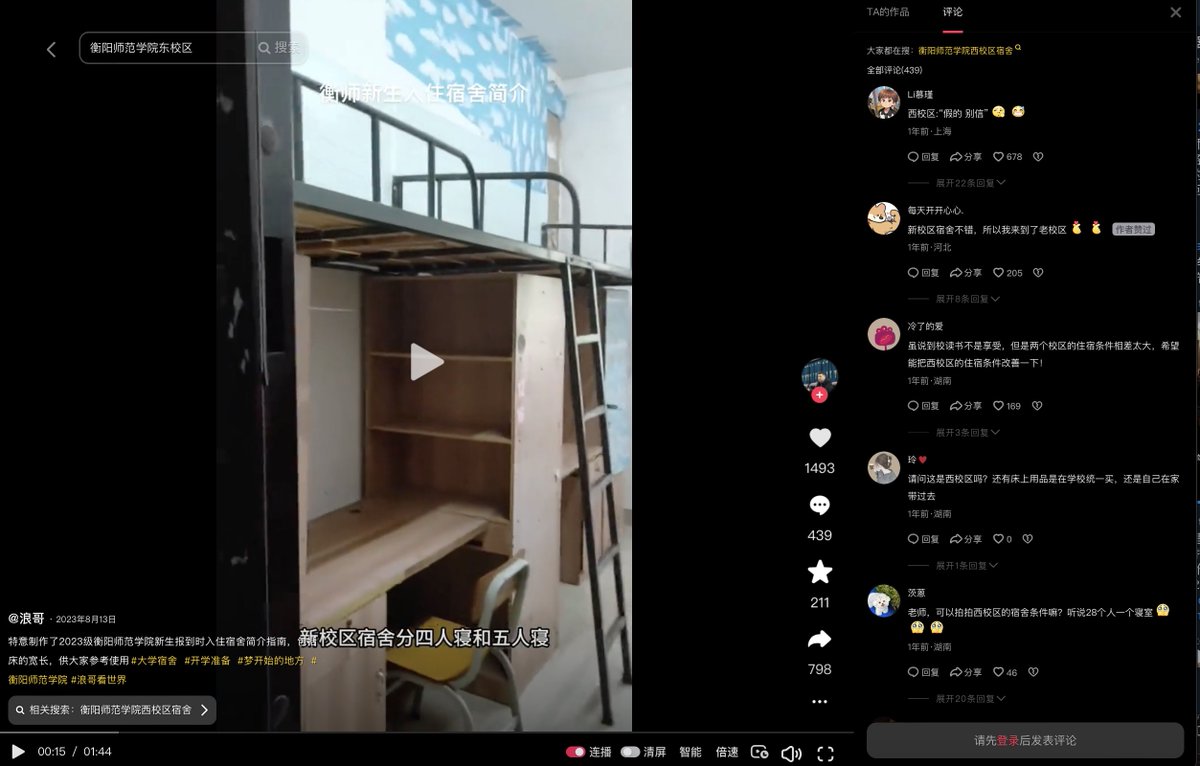 衡阳师范学院东校区
搜索
衡师新生入住宿舍简介
新校区宿舍分四人寝和五人寝
@浪哥 · 2023年8月13日
特意制作了2023级衡阳师范学院新生报到时入住宿舍简介指南，
床的宽长，供大家参考使用 #大学宿舍 #开学准备 #梦开始的地方 #
衡阳师范学院 #浪哥看世界
相关搜索：衡阳师范学院西校区宿舍
00:15 / 01:44
连播
清屏
智能
倍速
1493
439
211
798
TA的作品
评论
大家都在搜：衡阳师范学院西校区宿舍
全部评论(439)
Li慕瑾
西校区:“假的 别信”
1年前·上海
回复 分享 678
展开22条回复
每天开开心心.
新校区宿舍不错，所以我来到了老校区
作者赞过
1年前·河北
回复 分享 205
展开8条回复
冷了的爱
虽说到校读书不是享受，但是两个校区的住宿条件相差太大，希望
能把西校区的住宿条件改善一下！
1年前·湖南
回复 分享 169
展开3条回复
玲
请问这是西校区吗？还有床上用品是在学校统一买，还是自己在家
带过去
1年前·湖南
回复 分享 0
展开1条回复
茨菰
老师，可以拍拍西校区的宿舍条件嘛？听说28个人一个寝室
1年前·湖南
回复 分享 46
展开20条回复
请先登录后发表评论